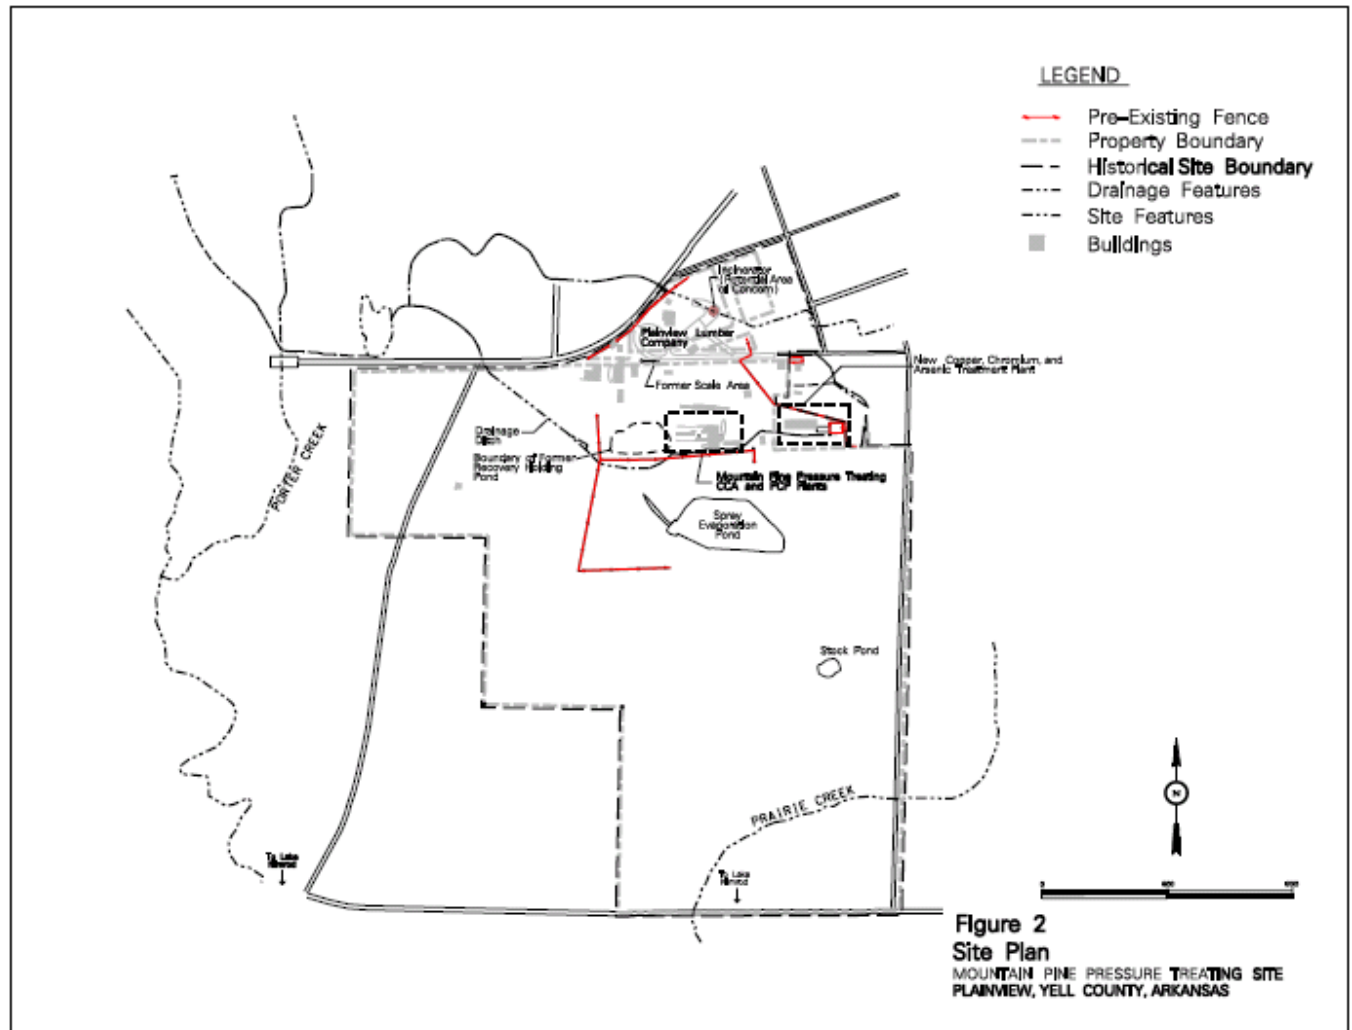 LEGEND
Pre-Existing Fence
Property Boundary
Historical Site Boundary
Drainage Features
Site Features
Buildings
Incinerator
(Potential Area
of Concern)
Plainview Lumber
Company
New Copper, Chromium, and
Arsenic Treatment Plant
Former Scale Area
Drainage
Ditch
Boundary of Former
Recovery Holding
Pond
Mountain Pine Pressure Treating
CCA and PCP Plants
PORTER CREEK
Spray
Evaporation
Pond
Stock Pond
PRAIRIE CREEK
To Lake
Nimrod
To Lake
Nimrod
N
0
Figure 2
Site Plan
MOUNTAIN PINE PRESSURE TREATING SITE
PLAINVIEW, YELL COUNTY, ARKANSAS